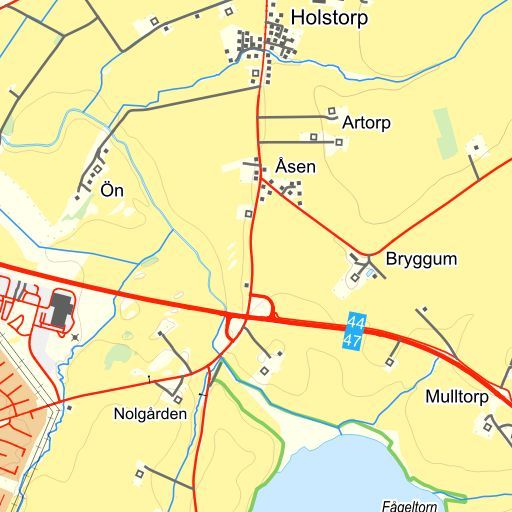 Holstorp
Artorp
Åsen
Ön
Bryggum
44
47
Mulltorp
Nolgården
Fågeltorn